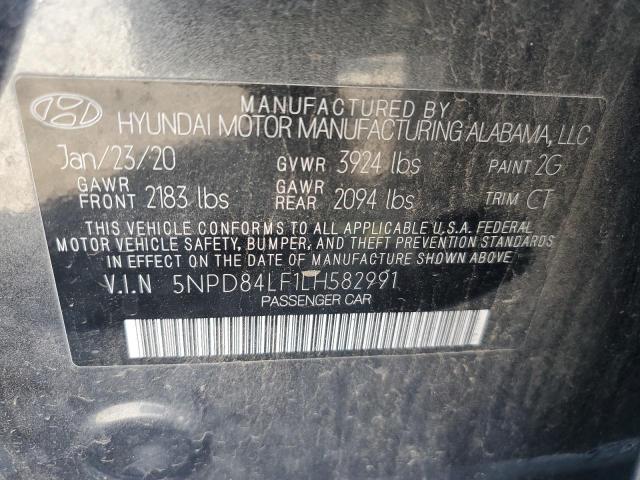 MANUFACTURED BY
HYUNDAI MOTOR MANUFACTURING ALABAMA, LLC
Jan/23/20 GVWR 3924 lbs PAINT 2G
GAWR FRONT 2183 lbs GAWR REAR 2094 lbs TRIM CT
THIS VEHICLE CONFORMS TO ALL APPLICABLE U.S.A. FEDERAL
MOTOR VEHICLE SAFETY, BUMPER, AND THEFT PREVENTION STANDARDS
IN EFFECT ON THE DATE OF MANUFACTURE SHOWN ABOVE.
V.I.N 5NPD84LF1LH582991
PASSENGER CAR